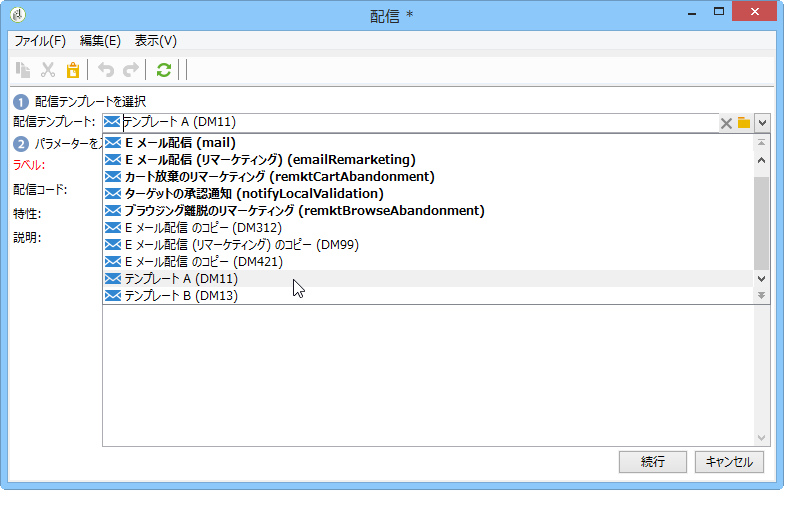 配信 *
ファイル(F) 編集(E) 表示(V)
1 配信テンプレートを選択
配信テンプレート: テンプレート A (DM11)
2 パラメーターを
ラベル:
配信コード:
特性:
説明:
E メール配信 (mail)
E メール配信 (リマーケティング) (emailRemarketing)
カート放棄のリマーケティング (remktCartAbandonment)
ターゲットの承認通知 (notifyLocalValidation)
ブラウジング離脱のリマーケティング (remktBrowseAbandonment)
E メール配信 のコピー (DM312)
E メール配信 (リマーケティング) のコピー (DM99)
E メール配信 のコピー (DM421)
テンプレート A (DM11)
テンプレート B (DM13)
続行 キャンセル